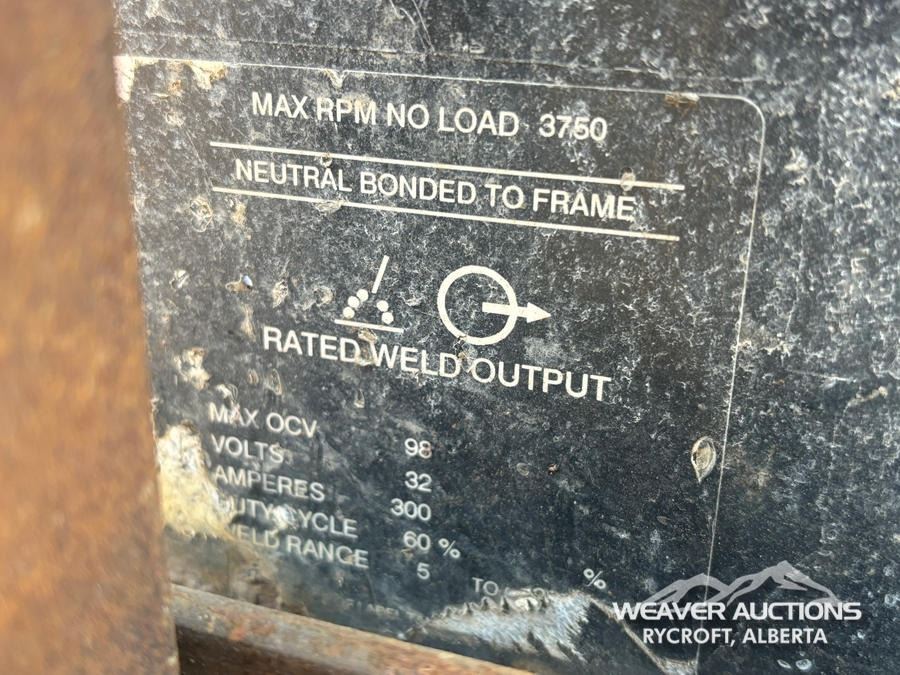 MAX RPM NO LOAD 3750
NEUTRAL BONDED TO FRAME
RATED WELD OUTPUT
MAX OCV 98
VOLTS 32
AMPERES 300
DUTY CYCLE 60 %
WELD RANGE 5 TO %
LABEL
WEAVER AUCTIONS
RYCROFT, ALBERTA